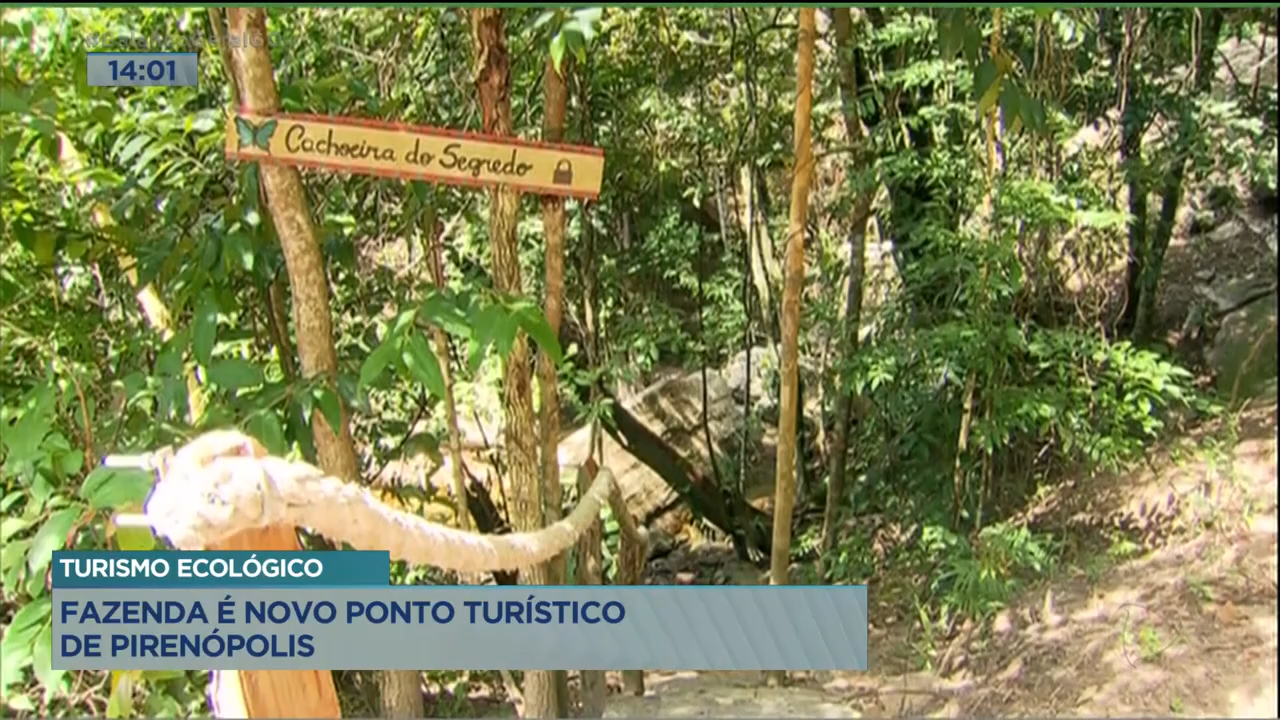 14:01
Cachoeira do Segredo
TURISMO ECOLÓGICO
FAZENDA É NOVO PONTO TURÍSTICO
DE PIRENÓPOLIS